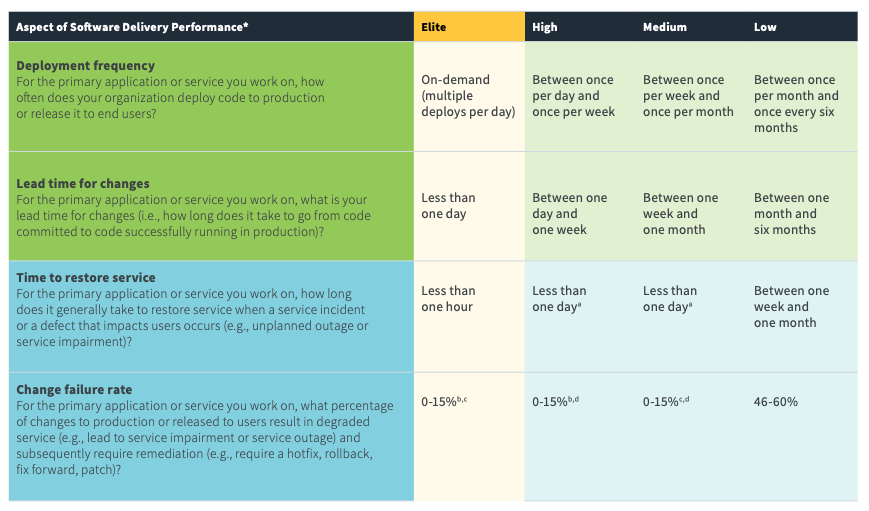 Aspect of Software Delivery Performance* Elite High Medium Low
Deployment frequency
For the primary application or service you work on, how
often does your organization deploy code to production
or release it to end users?
On-demand
(multiple
deploys per day)
Between once
per day and
once per week
Between once
per week and
once per month
Between once
per month and
once every six
months
Lead time for changes
For the primary application or service you work on, what is your
lead time for changes (i.e., how long does it take to go from code
committed to code successfully running in production)?
Less than
one day
Between one
day and
one week
Between one
week and
one month
Between one
month and
six months
Time to restore service
For the primary application or service you work on, how long
does it generally take to restore service when a service incident
or a defect that impacts users occurs (e.g., unplanned outage or
service impairment)?
Less than
one hour
Less than
one dayᵃ
Less than
one dayᵃ
Between one
week and
one month
Change failure rate
For the primary application or service you work on, what percentage
of changes to production or released to users result in degraded
service (e.g., lead to service impairment or service outage) and
subsequently require remediation (e.g., require a hotfix, rollback,
fix forward, patch)?
0-15%ᵇ,ᶜ
0-15%ᵇ,ᵈ
0-15%ᶜ,ᵈ
46-60%